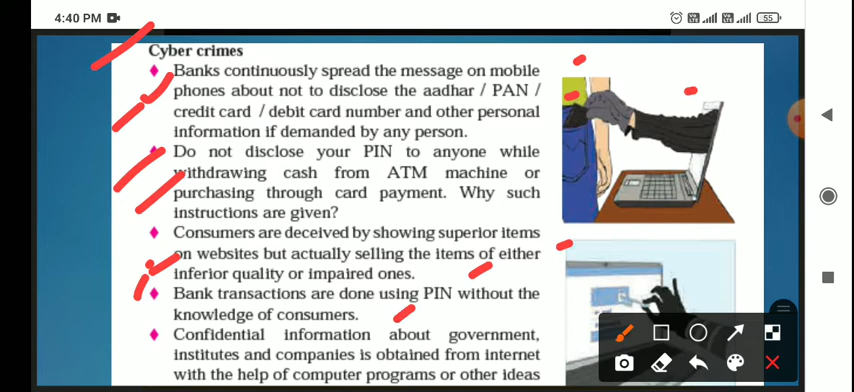 4:40 PM
55
Cyber crimes
Banks continuously spread the message on mobile
phones about not to disclose the aadhar / PAN /
credit card / debit card number and other personal
information if demanded by any person.
Do not disclose your PIN to anyone while
withdrawing cash from ATM machine or
purchasing through card payment. Why such
instructions are given?
Consumers are deceived by showing superior items
on websites but actually selling the items of either
inferior quality or impaired ones.
Bank transactions are done using PIN without the
knowledge of consumers.
Confidential information about government,
institutes and companies is obtained from internet
with the help of computer programs or other ideas